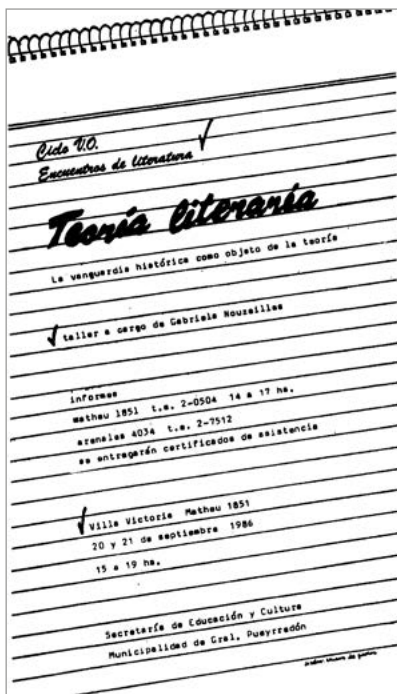 Ciclo V.O.
Encuentros de literatura
Teoría literaria
La vanguardia histórica como objeto de la teoría
taller a cargo de Gabriela Nouzeilles
informes
matheu 1851 t.e. 2-0504 14 a 17 hs.
arenales 4034 t.e. 2-7512
se entregarán certificados de asistencia
Villa Victoria Matheu 1851
20 y 21 de septiembre 1986
15 a 19 hs.
Secretaría de Educación y Cultura
Municipalidad de Gral. Pueyrredón